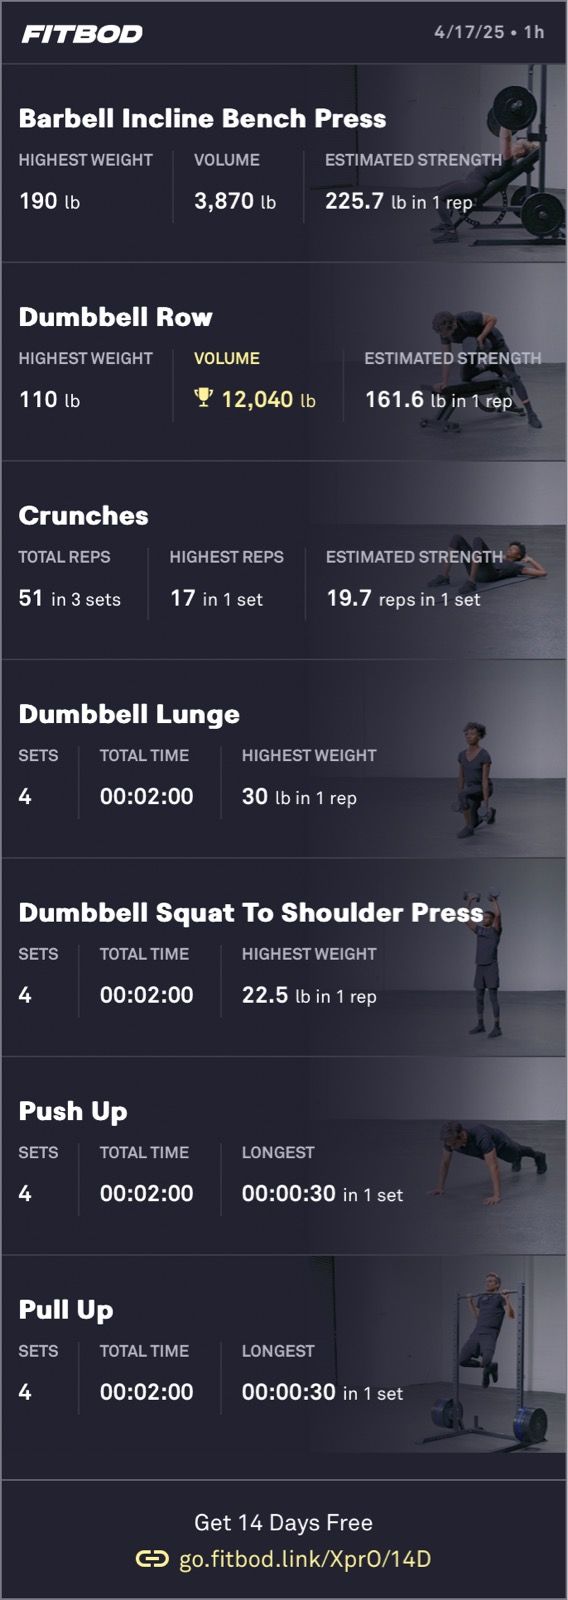 FITBOD 4/17/25 • 1h
Barbell Incline Bench Press
HIGHEST WEIGHT VOLUME ESTIMATED STRENGTH
190 lb 3,870 lb 225.7 lb in 1 rep
Dumbbell Row
HIGHEST WEIGHT VOLUME ESTIMATED STRENGTH
110 lb 12,040 lb 161.6 lb in 1 rep
Crunches
TOTAL REPS HIGHEST REPS ESTIMATED STRENGTH
51 in 3 sets 17 in 1 set 19.7 reps in 1 set
Dumbbell Lunge
SETS TOTAL TIME HIGHEST WEIGHT
4 00:02:00 30 lb in 1 rep
Dumbbell Squat To Shoulder Press
SETS TOTAL TIME HIGHEST WEIGHT
4 00:02:00 22.5 lb in 1 rep
Push Up
SETS TOTAL TIME LONGEST
4 00:02:00 00:00:30 in 1 set
Pull Up
SETS TOTAL TIME LONGEST
4 00:02:00 00:00:30 in 1 set
Get 14 Days Free
go.fitbod.link/XprO/14D